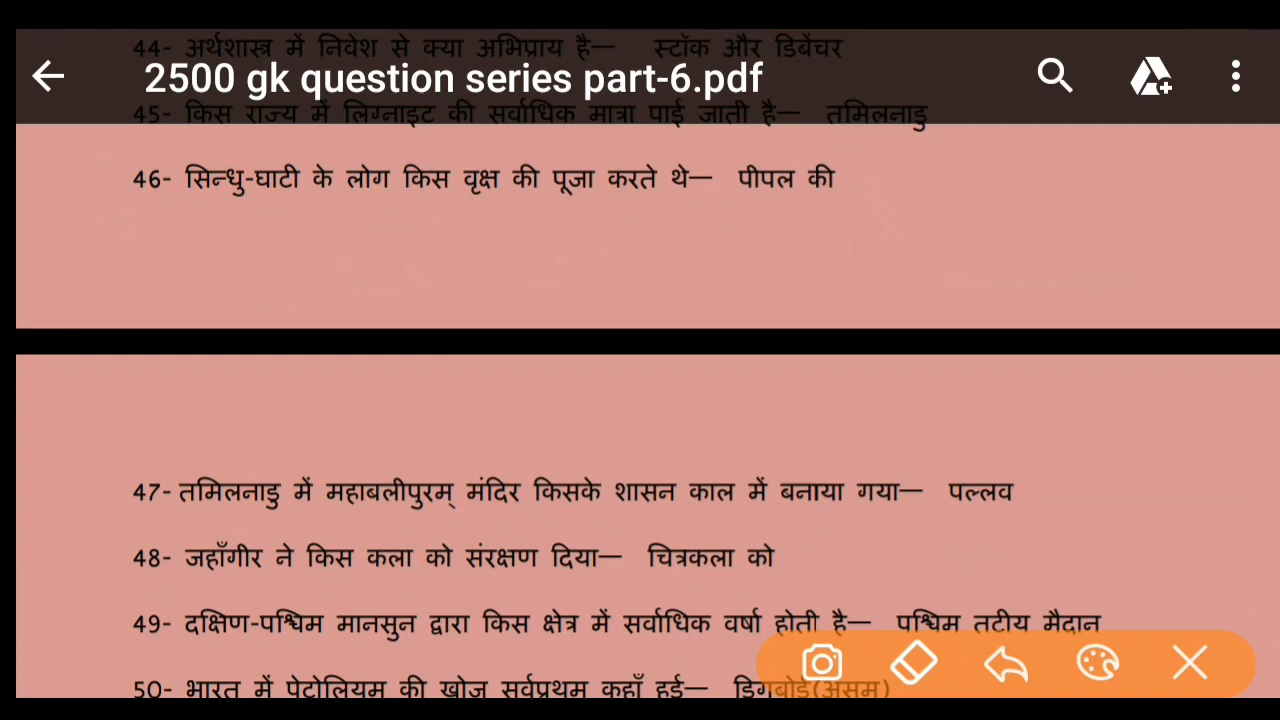 44- अर्थशास्त्र में निवेश से क्या अभिप्राय है— स्टॉक और डिबेंचर
2500 gk question series part-6.pdf
45- किस राज्य में लिग्नाइट की सर्वाधिक मात्रा पाई जाती है— तमिलनाडु
46- सिन्धु-घाटी के लोग किस वृक्ष की पूजा करते थे— पीपल की
47- तमिलनाडु में महाबलीपुरम् मंदिर किसके शासन काल में बनाया गया— पल्लव
48- जहाँगीर ने किस कला को संरक्षण दिया— चित्रकला को
49- दक्षिण-पश्चिम मानसुन द्वारा किस क्षेत्र में सर्वाधिक वर्षा होती है— पश्चिम तटीय मैदान
50- भारत में पेट्रोलियम की खोज सर्वप्रथम कहाँ हुई— डिगबोई(असम)